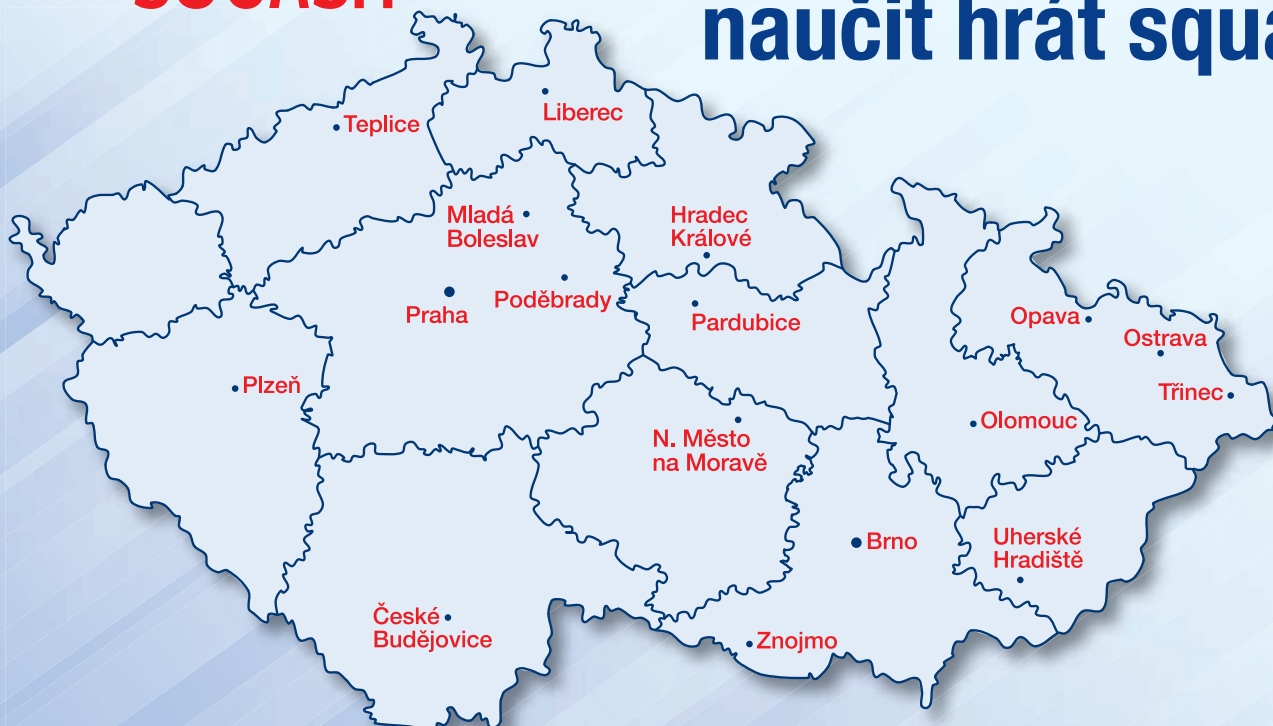 SQUASH
naučit hrát squa
Liberec
Teplice
Mladá
Boleslav
Hradec
Králové
Poděbrady
Praha
Pardubice
Opava
Ostrava
Plzeň
Třinec
Olomouc
N. Město
na Moravě
Brno
Uherské
Hradiště
České
Budějovice
Znojmo